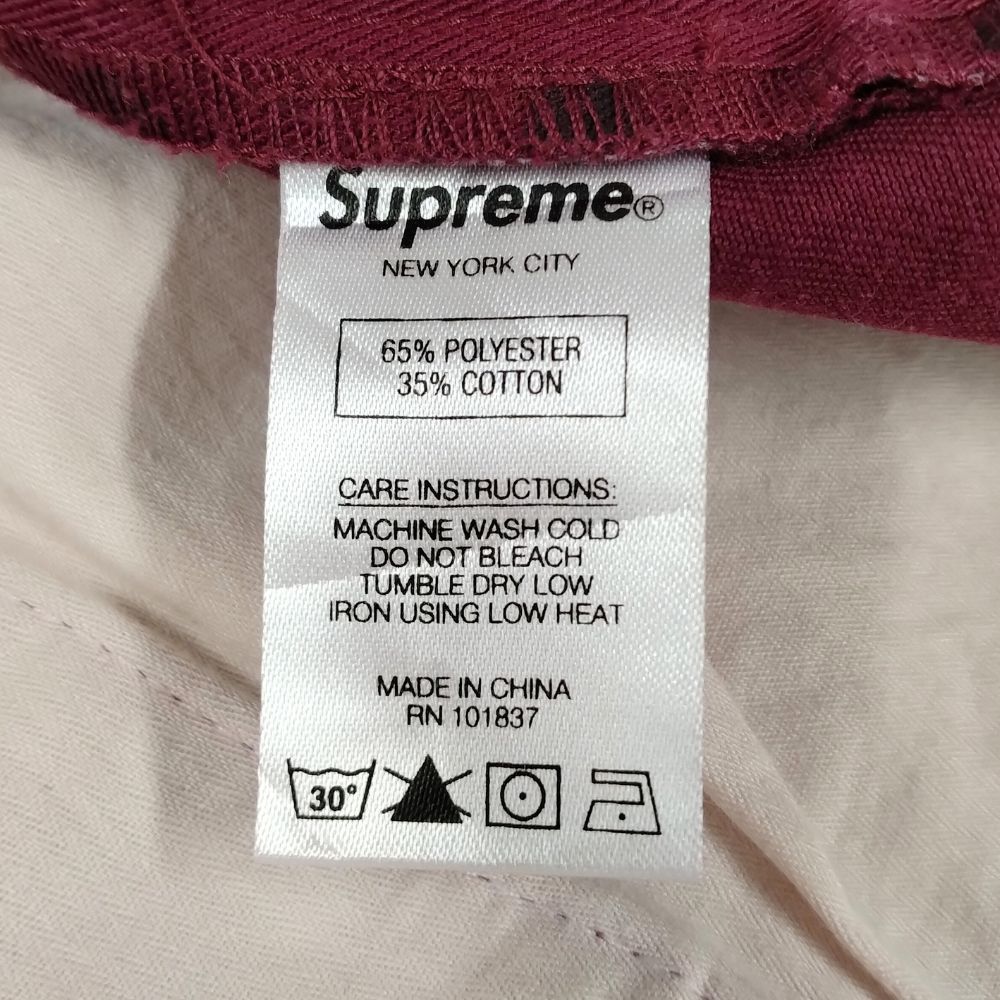 Supreme®
NEW YORK CITY
65% POLYESTER
35% COTTON
CARE INSTRUCTIONS:
MACHINE WASH COLD
DO NOT BLEACH
TUMBLE DRY LOW
IRON USING LOW HEAT
MADE IN CHINA
RN 101837
30°